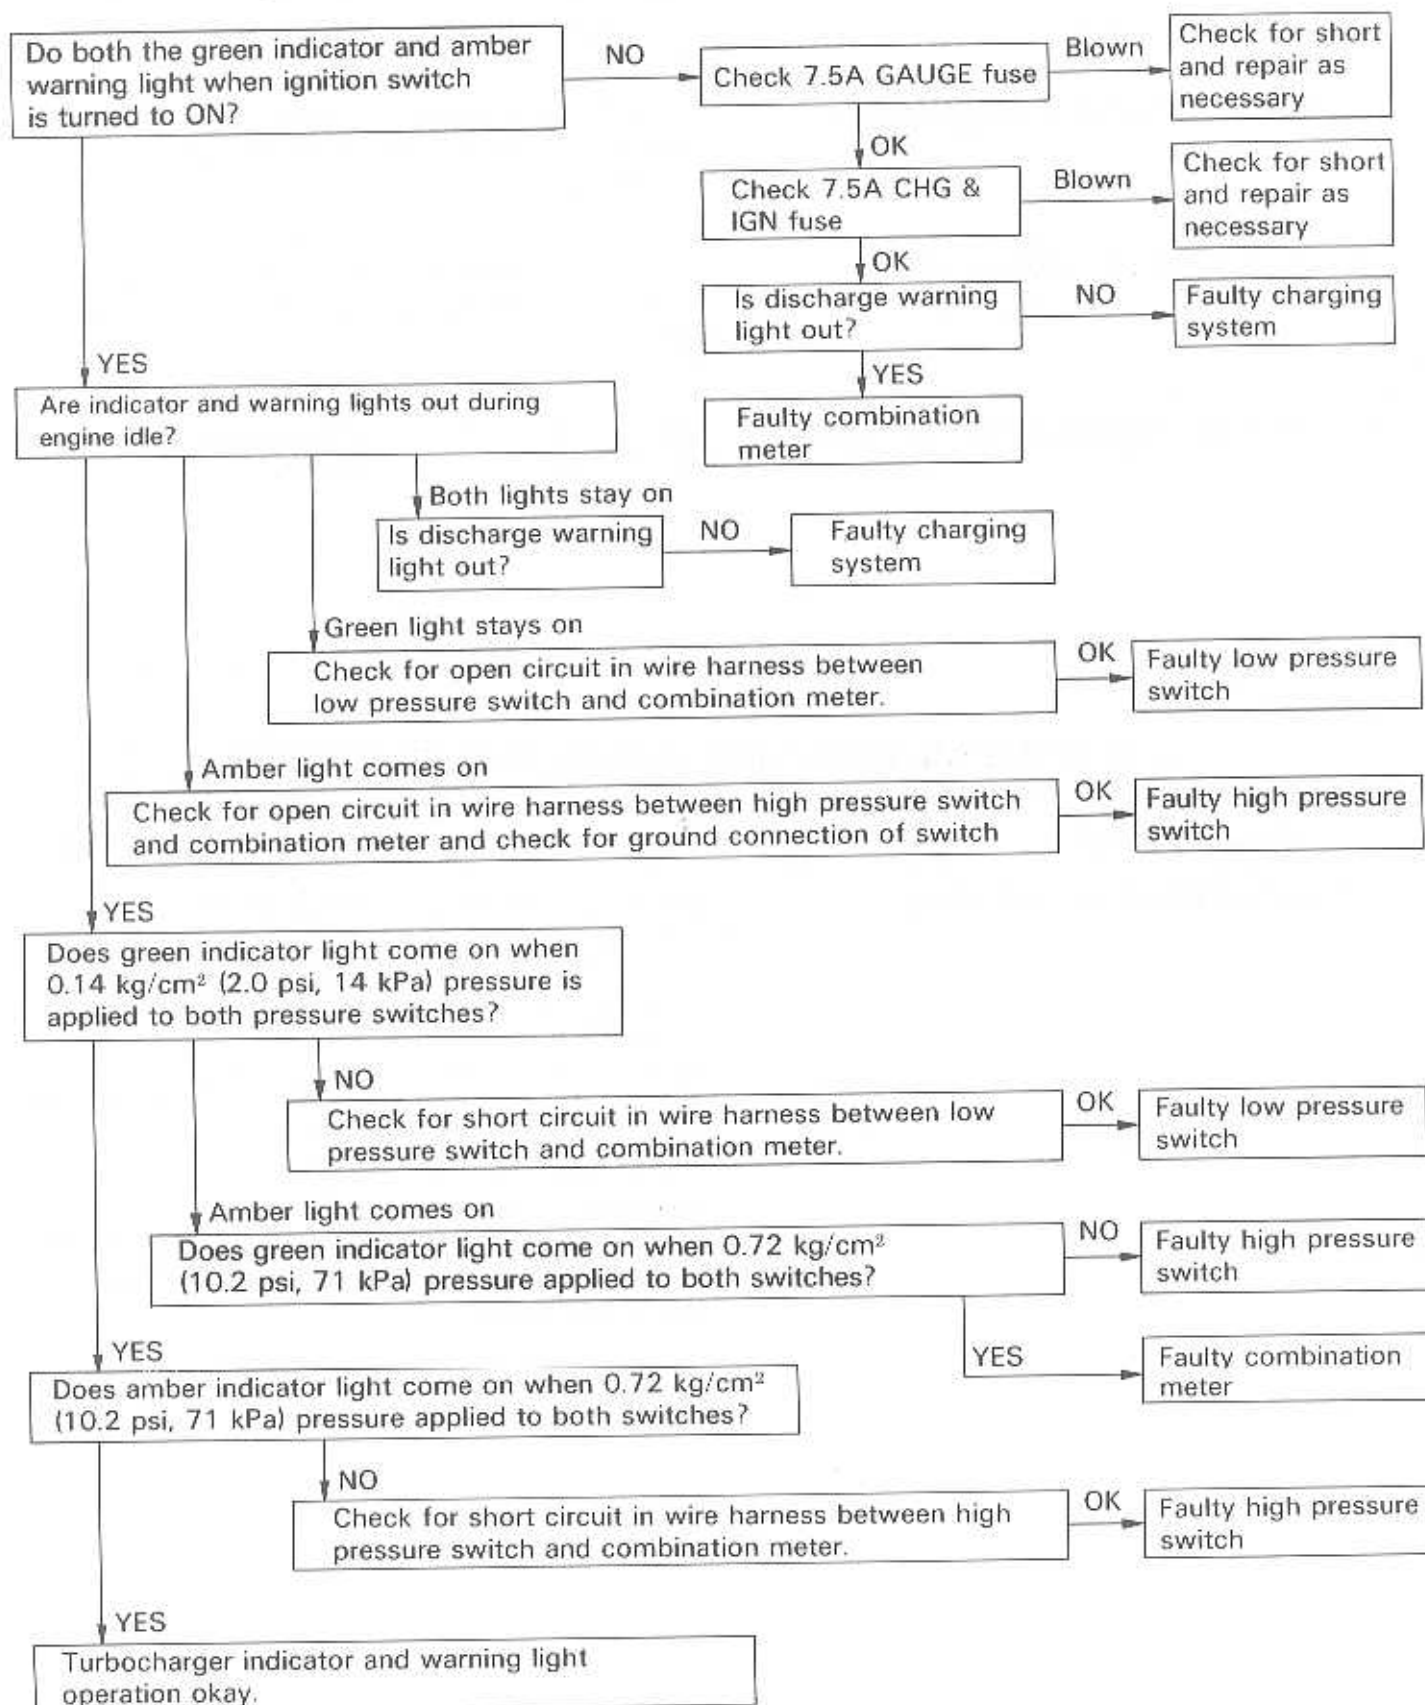 Do both the green indicator and amber
warning light when ignition switch
is turned to ON?
NO
Check 7.5A GAUGE fuse
Blown
Check for short
and repair as
necessary
OK
Check 7.5A CHG &
IGN fuse
Blown
Check for short
and repair as
necessary
OK
Is discharge warning
light out?
NO
Faulty charging
system
YES
Faulty combination
meter
YES
Are indicator and warning lights out during
engine idle?
Both lights stay on
Is discharge warning
light out?
NO
Faulty charging
system
Green light stays on
Check for open circuit in wire harness between
low pressure switch and combination meter.
OK
Faulty low pressure
switch
Amber light comes on
Check for open circuit in wire harness between high pressure switch
and combination meter and check for ground connection of switch
OK
Faulty high pressure
switch
YES
Does green indicator light come on when
0.14 kg/cm² (2.0 psi, 14 kPa) pressure is
applied to both pressure switches?
NO
Check for short circuit in wire harness between low
pressure switch and combination meter.
OK
Faulty low pressure
switch
Amber light comes on
Does green indicator light come on when 0.72 kg/cm²
(10.2 psi, 71 kPa) pressure applied to both switches?
NO
Faulty high pressure
switch
YES
Faulty combination
meter
YES
Does amber indicator light come on when 0.72 kg/cm²
(10.2 psi, 71 kPa) pressure applied to both switches?
NO
Check for short circuit in wire harness between high
pressure switch and combination meter.
OK
Faulty high pressure
switch
YES
Turbocharger indicator and warning light
operation okay.